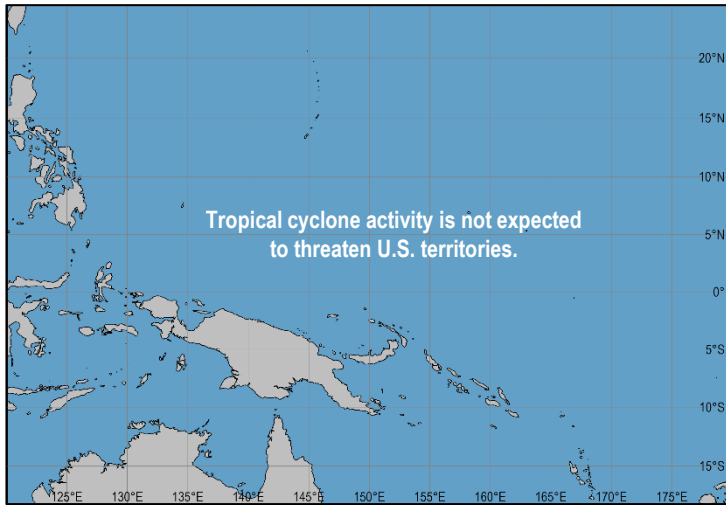 20°N
15°N
10°N
Tropical cyclone activity is not expected
5°N
to threaten U.S. territories.
0°
5°S
10°S
15°S
125°E 130°E 135°E 140°E 145°E 150°E 155°E 160°E 165°E 170°E 175°E